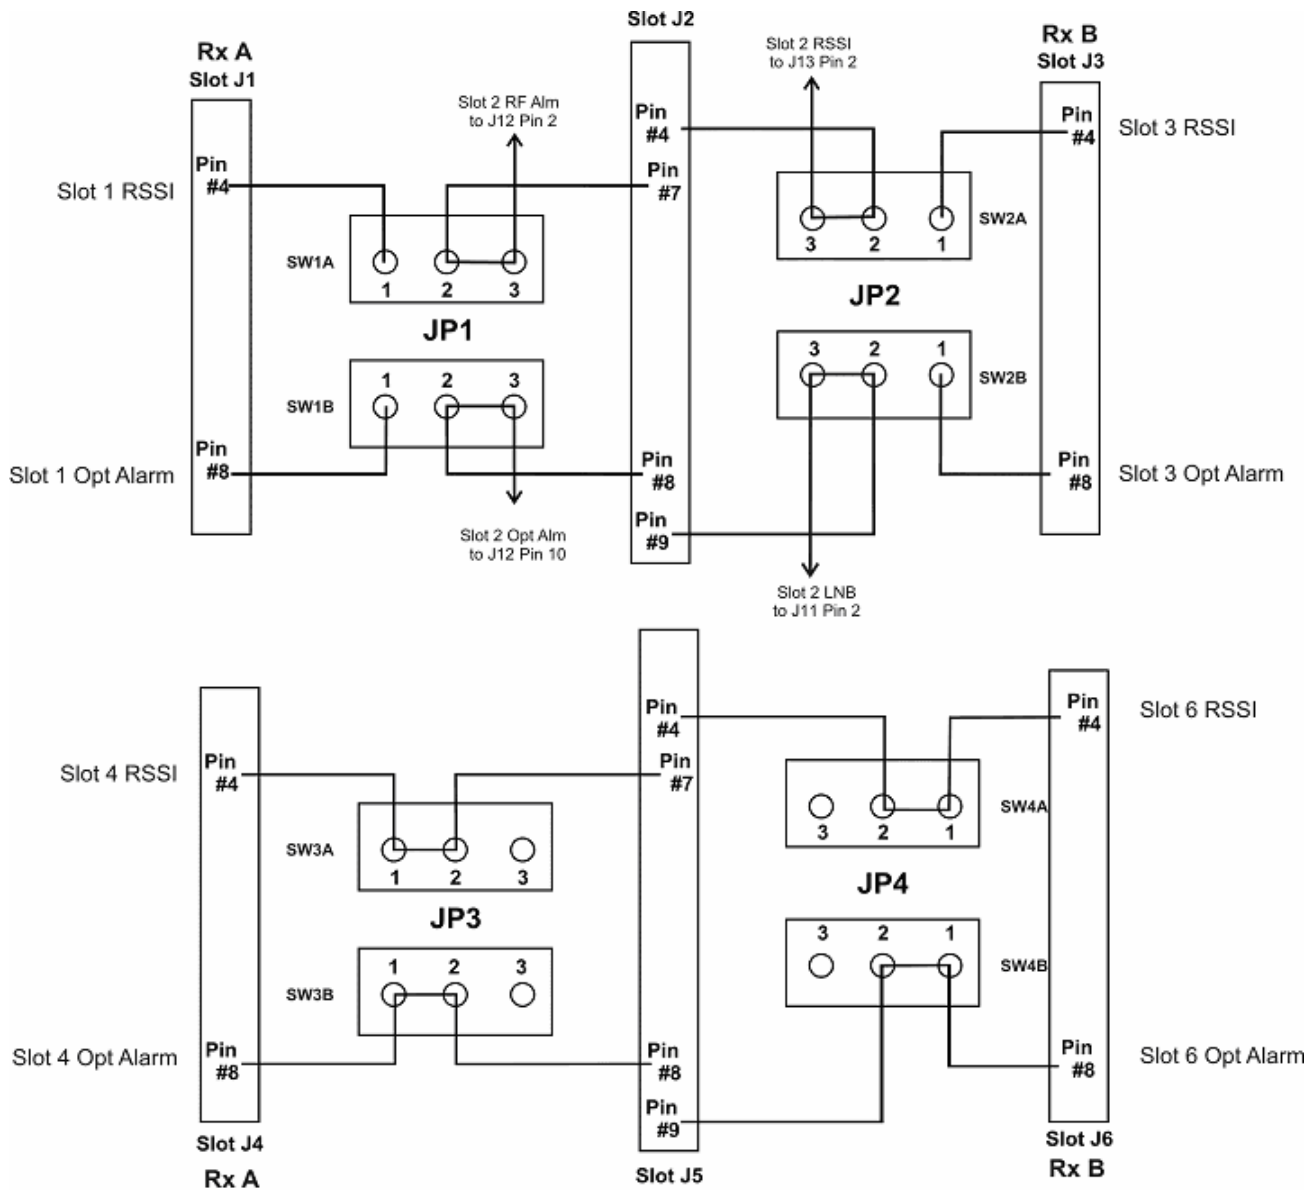 Slot J2
Rx A
Slot J1
Slot 2 RF Alm
to J12 Pin 2
Slot 2 RSSI
to J13 Pin 2
Rx B
Slot J3
Pin
#4
Slot 1 RSSI
Pin
#4
Pin
#7
Pin
#4
Slot 3 RSSI
SW1A
1 2 3
SW2A
3 2 1
JP1
JP2
SW1B
1 2 3
SW2B
3 2 1
Slot 1 Opt Alarm
Pin
#8
Pin
#8
Pin
#9
Pin
#8
Slot 3 Opt Alarm
Slot 2 Opt Alm
to J12 Pin 10
Slot 2 LNB
to J11 Pin 2
Slot 4 RSSI
Pin
#4
Pin
#4
Pin
#7
Pin
#4
Slot 6 RSSI
SW3A
1 2 3
SW4A
3 2 1
JP3
JP4
SW3B
1 2 3
SW4B
3 2 1
Slot 4 Opt Alarm
Pin
#8
Pin
#8
Pin
#9
Pin
#8
Slot 6 Opt Alarm
Slot J4
Rx A
Slot J5
Slot J6
Rx B